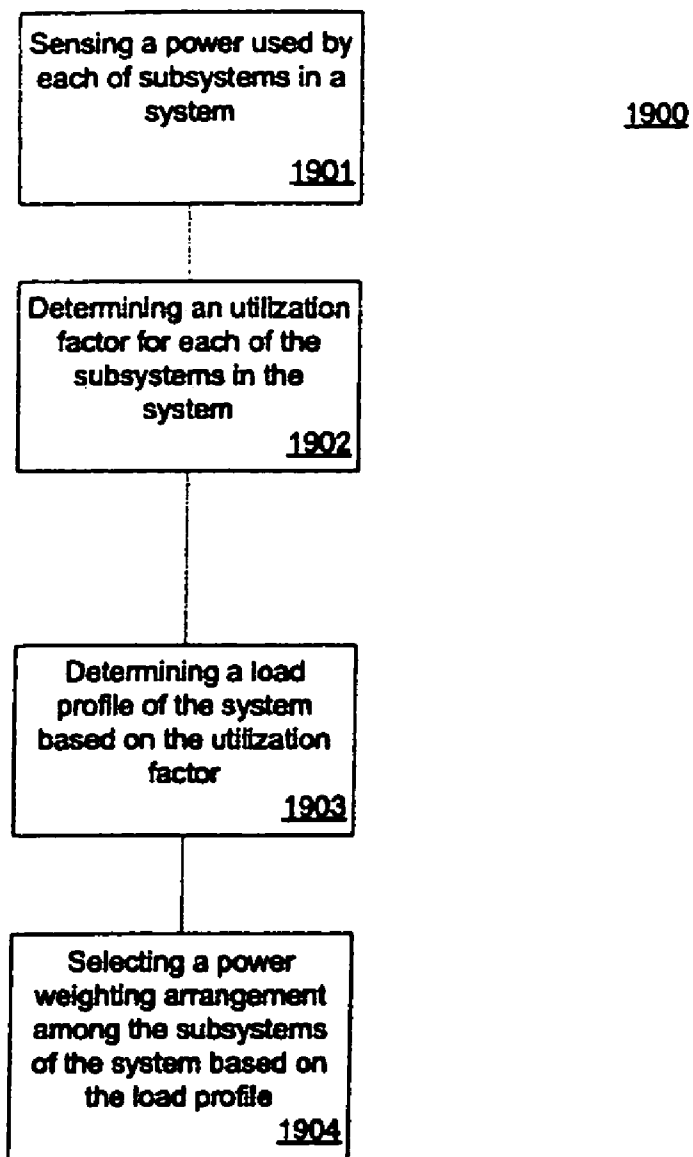 Sensing a power used by
each of subsystems in a
system
1900
1901
Determining an utilization
factor for each of the
subsystems in the
system
1902
Determining a load
profile of the system
based on the utilization
factor
1903
Selecting a power
weighting arrangement
among the subsystems
of the system based on
the load profile
1904